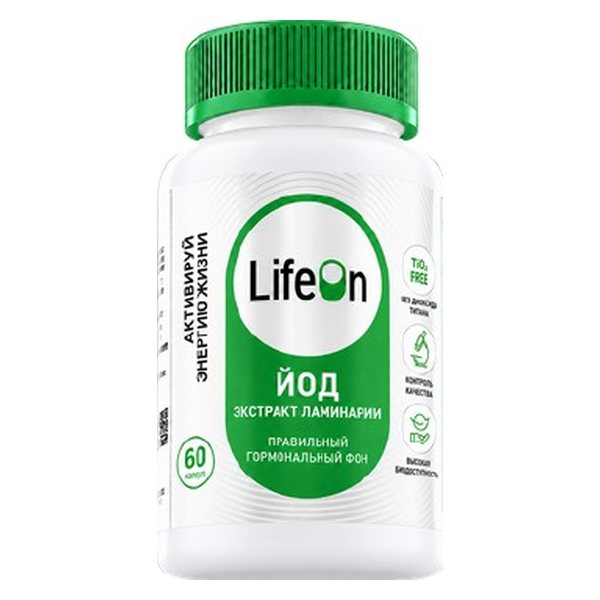 АКТИВИРУЙ
ЭНЕРГИЮ ЖИЗНИ
LifeOn
ЙОД
ЭКСТРАКТ ЛАМИНАРИИ
ПРАВИЛЬНЫЙ
ГОРМОНАЛЬНЫЙ ФОН
60
капсул
TiO₂
FREE
БЕЗ ДИОКСИДА
ТИТАНА
КОНТРОЛЬ
КАЧЕСТВА
ВЫСОКАЯ
БИОДОСТУПНОСТЬ